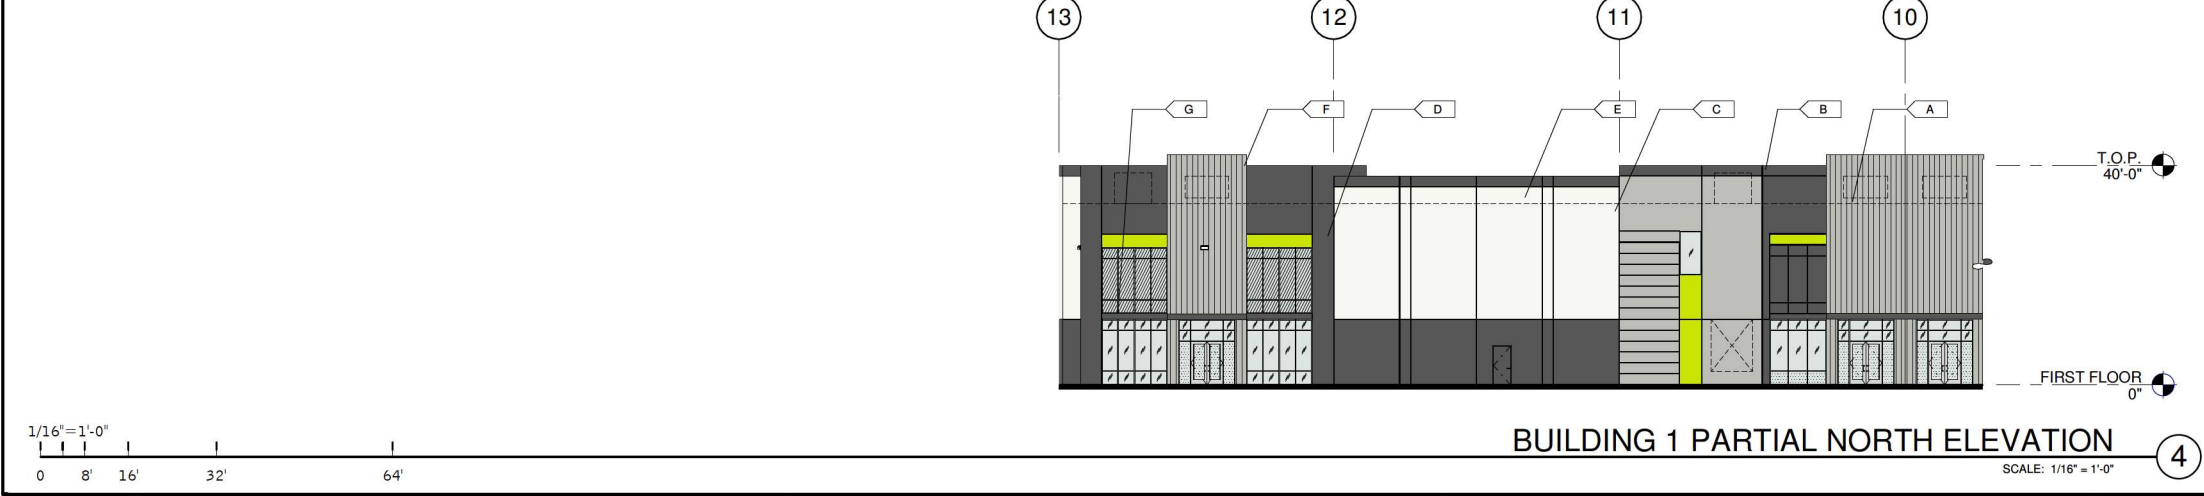 13 12 11 10
G F D E C B A
T.O.P.
40'-0"
FIRST FLOOR
0"
1/16"=1'-0"
0 8' 16' 32' 64'
BUILDING 1 PARTIAL NORTH ELEVATION
4
SCALE: 1/16" = 1'-0"